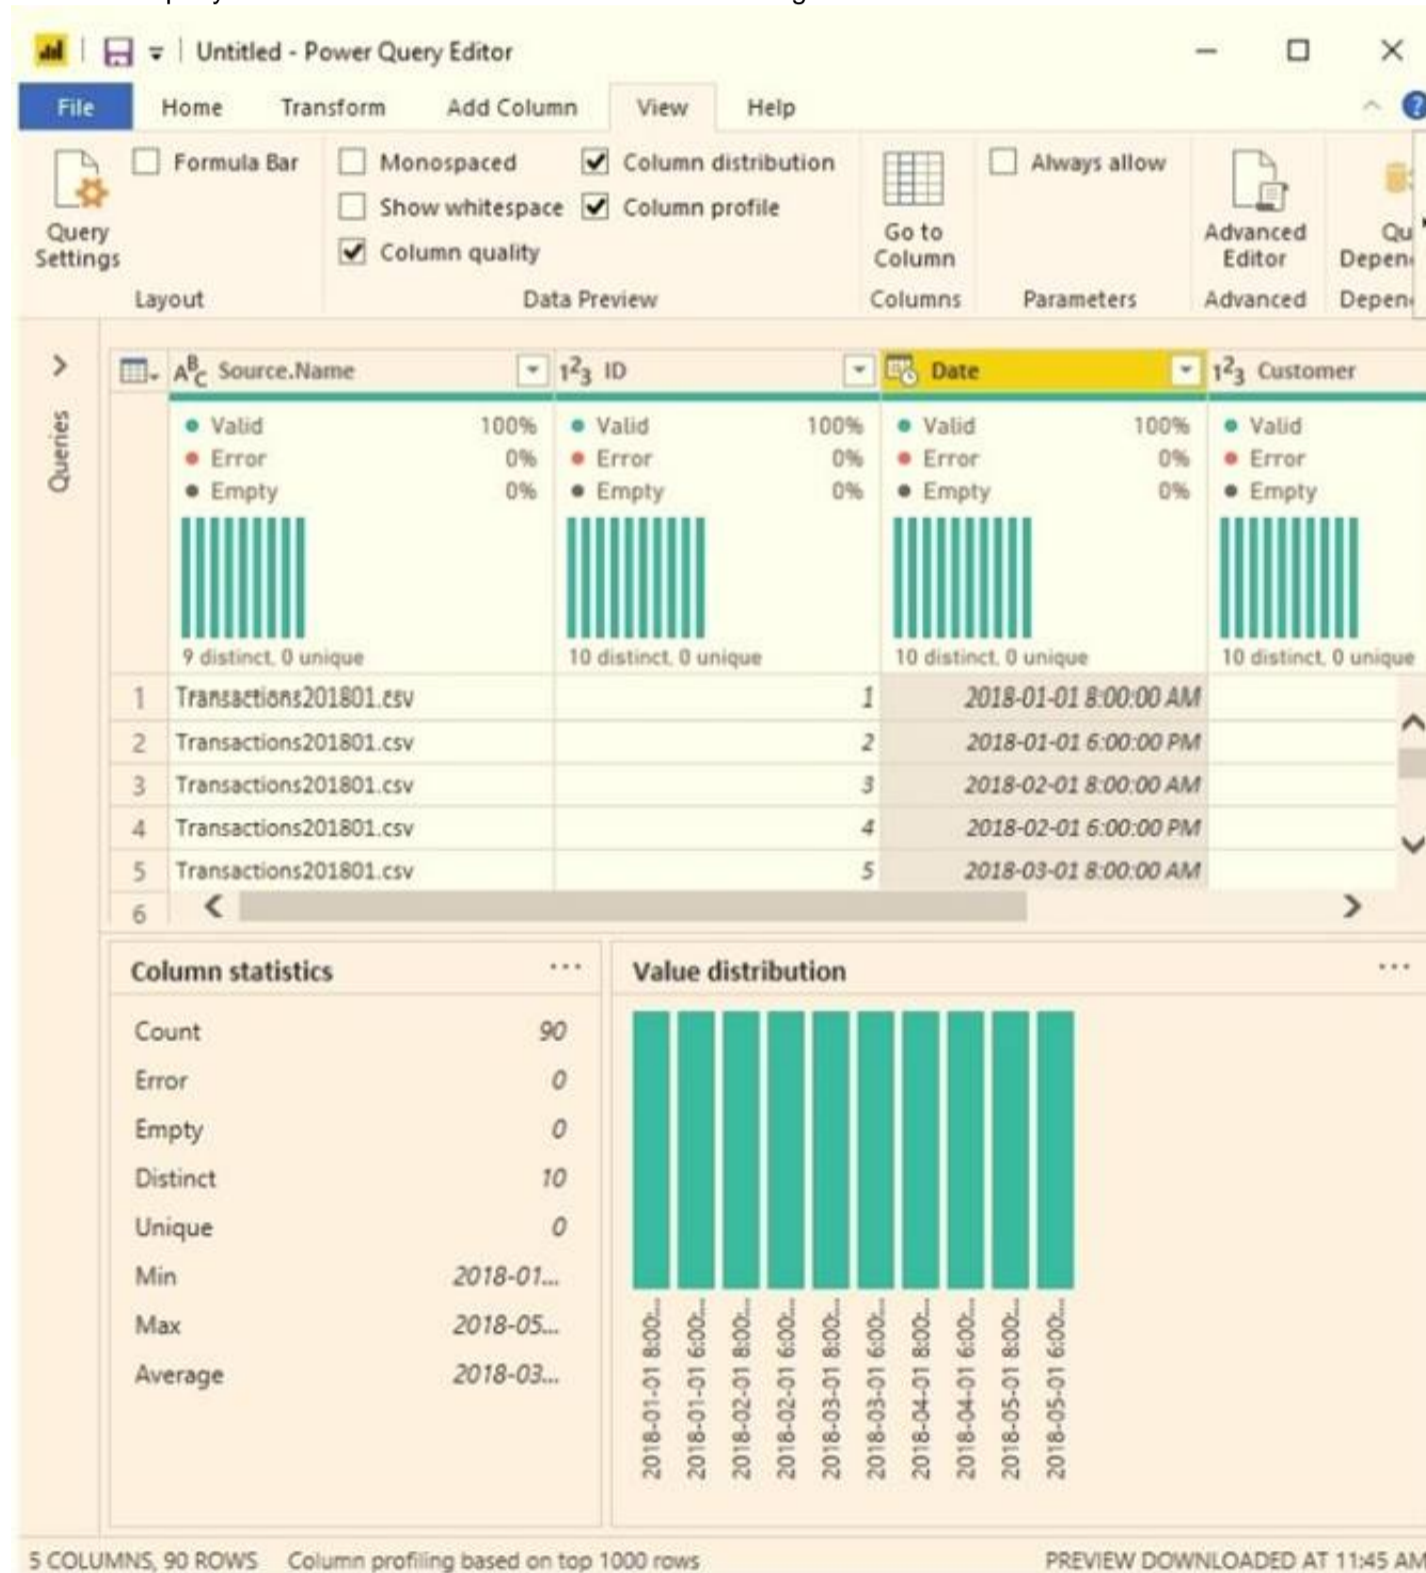 Untitled - Power Query Editor
File Home Transform Add Column View Help
Formula Bar Monospaced Column distribution Always allow
Show whitespace Column profile
Query Settings Column quality Go to Column Advanced Editor Qu Depen
Layout Data Preview Columns Parameters Advanced Depen
Queries
ABC Source.Name 123 ID Date 123 Customer
Valid 100% Valid 100% Valid 100% Valid
Error 0% Error 0% Error 0% Error
Empty 0% Empty 0% Empty 0% Empty
9 distinct, 0 unique 10 distinct, 0 unique 10 distinct, 0 unique 10 distinct, 0 unique
1 Transactions201801.csv 1 2018-01-01 8:00:00 AM
2 Transactions201801.csv 2 2018-01-01 6:00:00 PM
3 Transactions201801.csv 3 2018-02-01 8:00:00 AM
4 Transactions201801.csv 4 2018-02-01 6:00:00 PM
5 Transactions201801.csv 5 2018-03-01 8:00:00 AM
6
Column statistics ... Value distribution ...
Count 90
Error 0
Empty 0
Distinct 10
Unique 0
Min 2018-01...
Max 2018-05...
Average 2018-03...
2018-01-01 8:00:...
2018-01-01 6:00:...
2018-02-01 8:00:...
2018-02-01 6:00:...
2018-03-01 8:00:...
2018-03-01 6:00:...
2018-04-01 8:00:...
2018-04-01 6:00:...
2018-05-01 8:00:...
2018-05-01 6:00:...
5 COLUMNS, 90 ROWS Column profiling based on top 1000 rows PREVIEW DOWNLOADED AT 11:45 AM